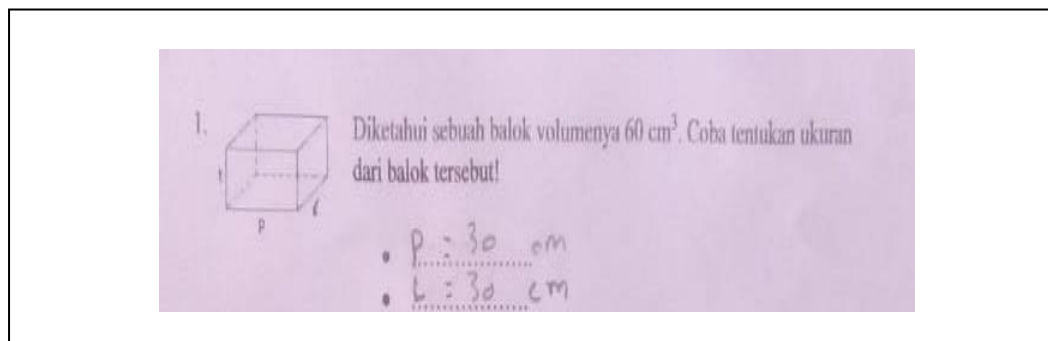 1.
Diketahui sebuah balok volumenya 60 cm³. Coba tentukan ukuran
dari balok tersebut!
t
l
p
• P : 30 cm
• L : 30 cm